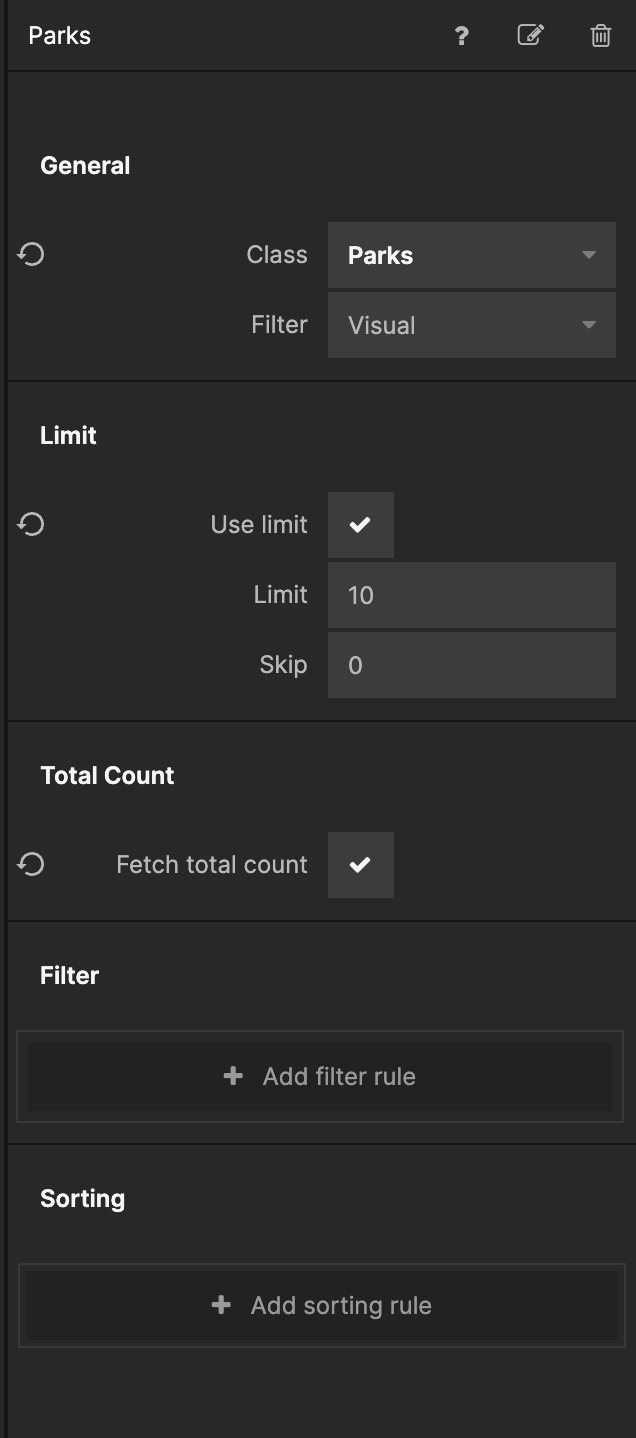 Parks
General
Class Parks
Filter Visual
Limit
Use limit
Limit 10
Skip 0
Total Count
Fetch total count
Filter
Add filter rule
Sorting
Add sorting rule